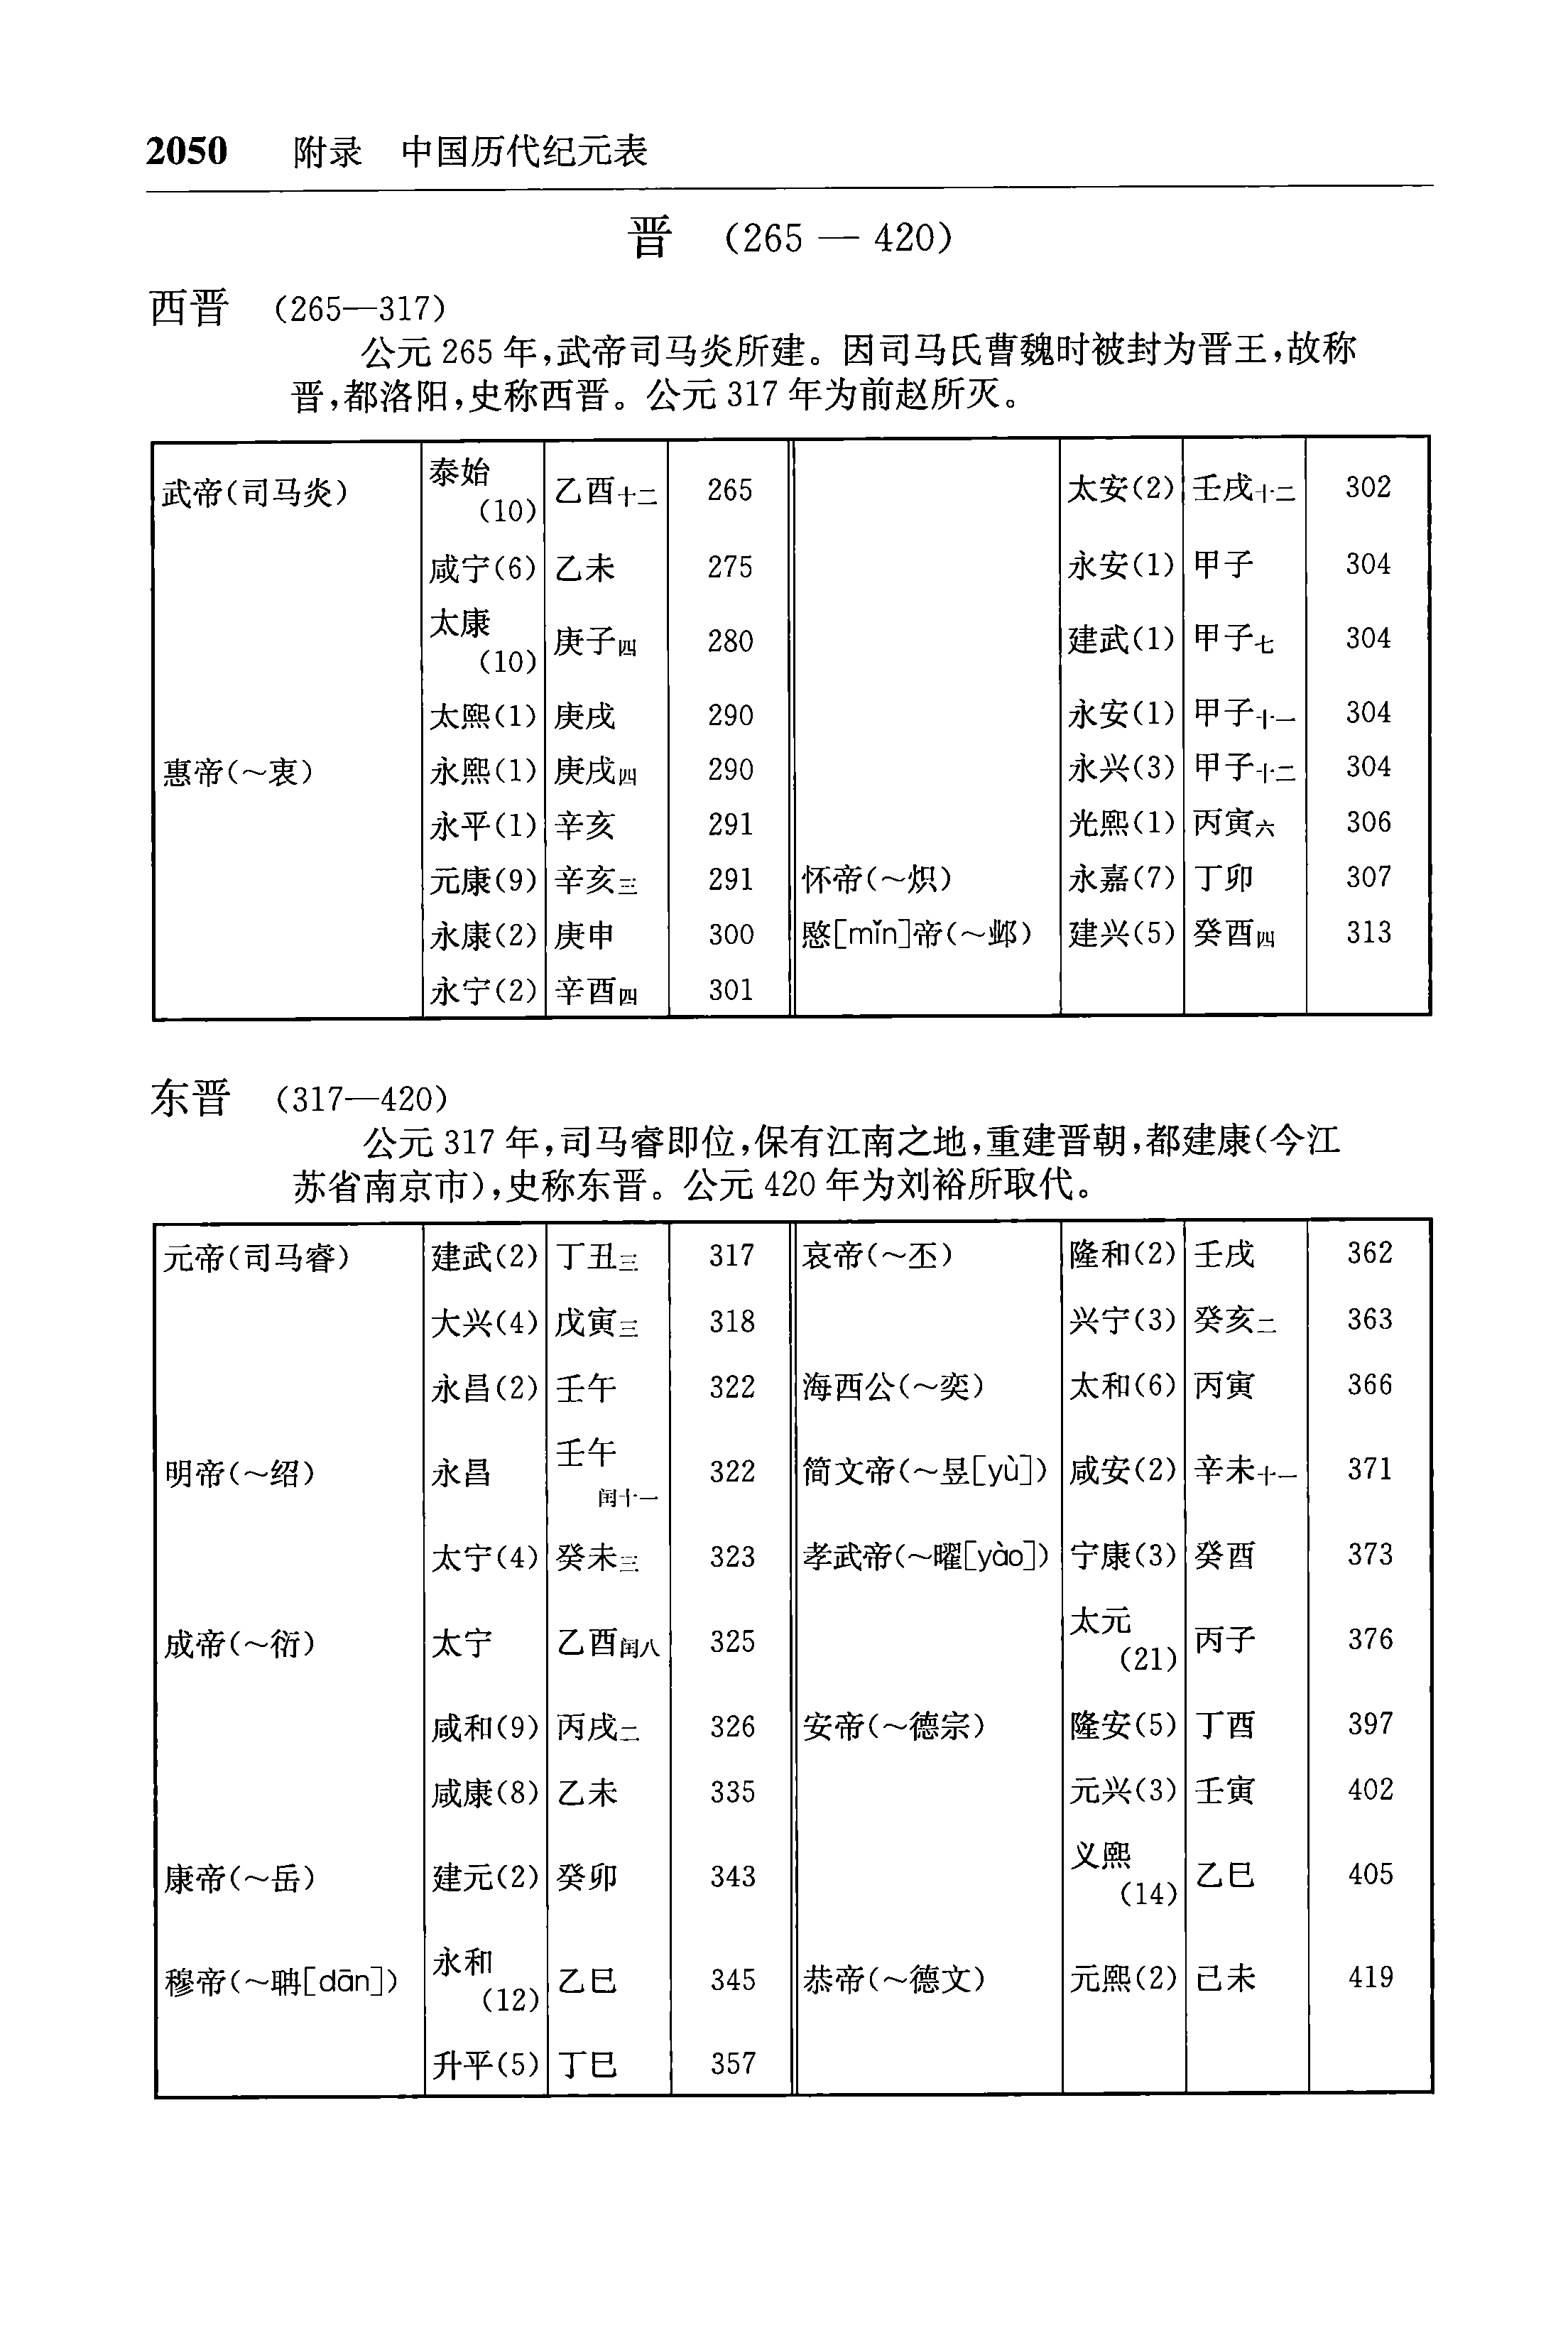 2050 附录 中国历代纪元表
晋 (265 — 420)
西晋 (265—317)
公元 265 年,武帝司马炎所建。因司马氏曹魏时被封为晋王,故称
晋,都洛阳,史称西晋。公元 317 年为前赵所灭。
武帝(司马炎) 泰始(10) 乙酉十二 265
咸宁(6) 乙未 275
太康(10) 庚子四 280
太熙(1) 庚戌 290
惠帝(~衷) 永熙(1) 庚戌四 290
永平(1) 辛亥 291
元康(9) 辛亥三 291
永康(2) 庚申 300
永宁(2) 辛酉四 301
太安(2) 壬戌十二 302
永安(1) 甲子 304
建武(1) 甲子七 304
永安(1) 甲子十一 304
永兴(3) 甲子十二 304
光熙(1) 丙寅六 306
怀帝(~炽) 永嘉(7) 丁卯 307
愍[mǐn]帝(~邺) 建兴(5) 癸酉四 313
东晋 (317—420)
公元 317 年,司马睿即位,保有江南之地,重建晋朝,都建康(今江
苏省南京市),史称东晋。公元 420 年为刘裕所取代。
元帝(司马睿) 建武(2) 丁丑三 317
大兴(4) 戊寅三 318
永昌(2) 壬午 322
明帝(~绍) 永昌 壬午闰十一 322
太宁(4) 癸未三 323
成帝(~衍) 太宁 乙酉闰八 325
咸和(9) 丙戌二 326
咸康(8) 乙未 335
康帝(~岳) 建元(2) 癸卯 343
穆帝(~聃[dān]) 永和(12) 乙巳 345
升平(5) 丁巳 357
哀帝(~丕) 隆和(2) 壬戌 362
兴宁(3) 癸亥二 363
海西公(~奕) 太和(6) 丙寅 366
简文帝(~昱[yù]) 咸安(2) 辛未十一 371
孝武帝(~曜[yào]) 宁康(3) 癸酉 373
太元(21) 丙子 376
安帝(~德宗) 隆安(5) 丁酉 397
元兴(3) 壬寅 402
义熙(14) 乙巳 405
恭帝(~德文) 元熙(2) 己未 419